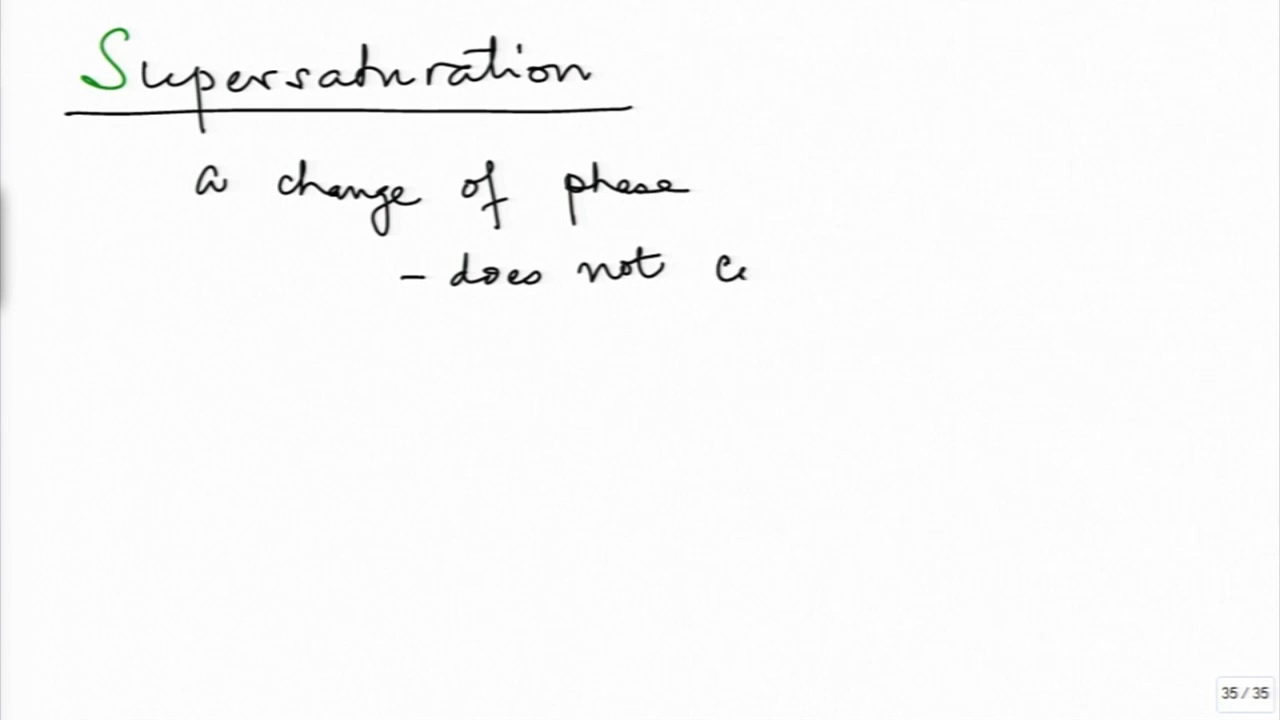 Supersaturation
a change of phase
- does not
35 / 35